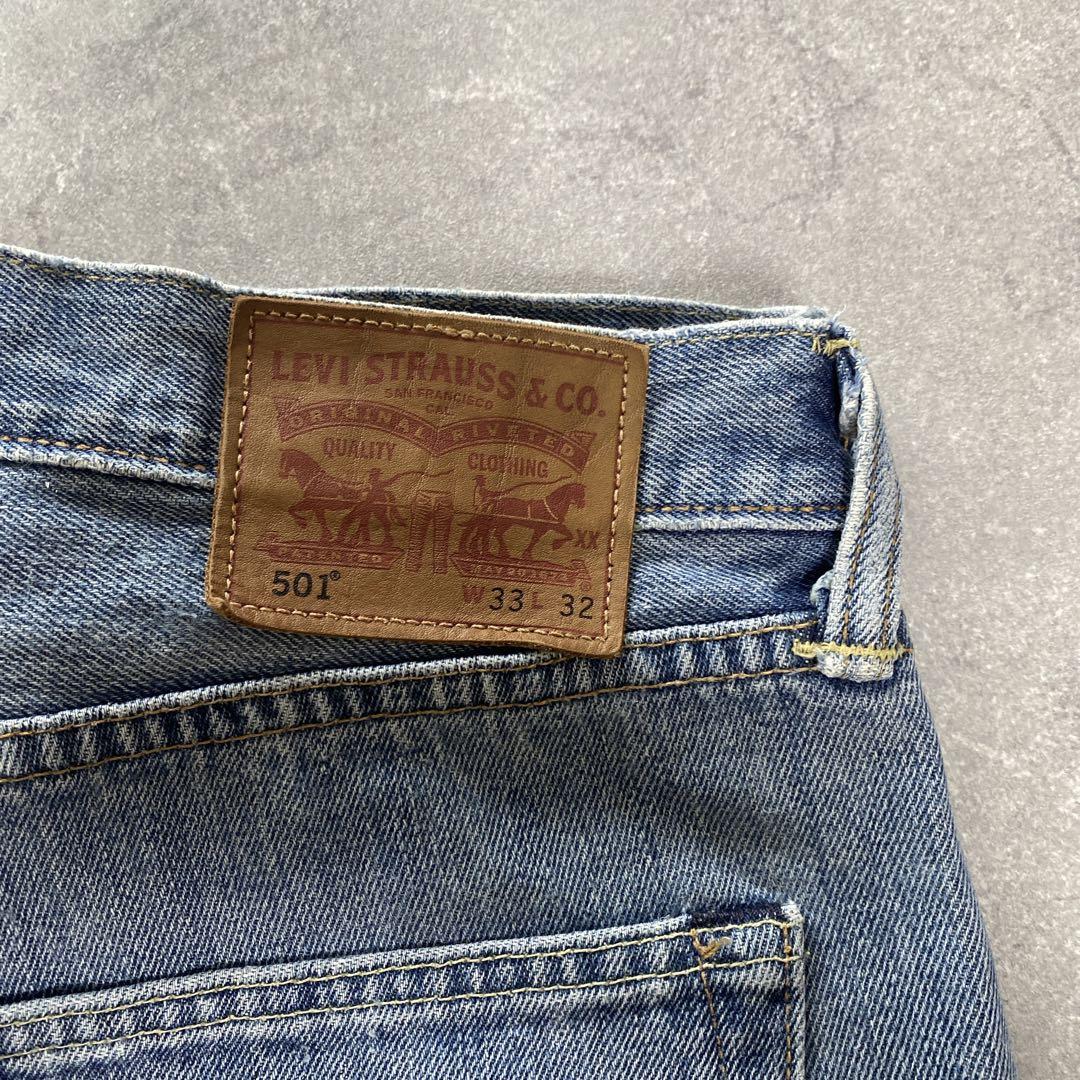 LEVI STRAUSS & CO.
SAN FRANCISCO
CAL.
ORIGINAL RIVETED
QUALITY CLOTHING
XX
501®
W 33 L 32